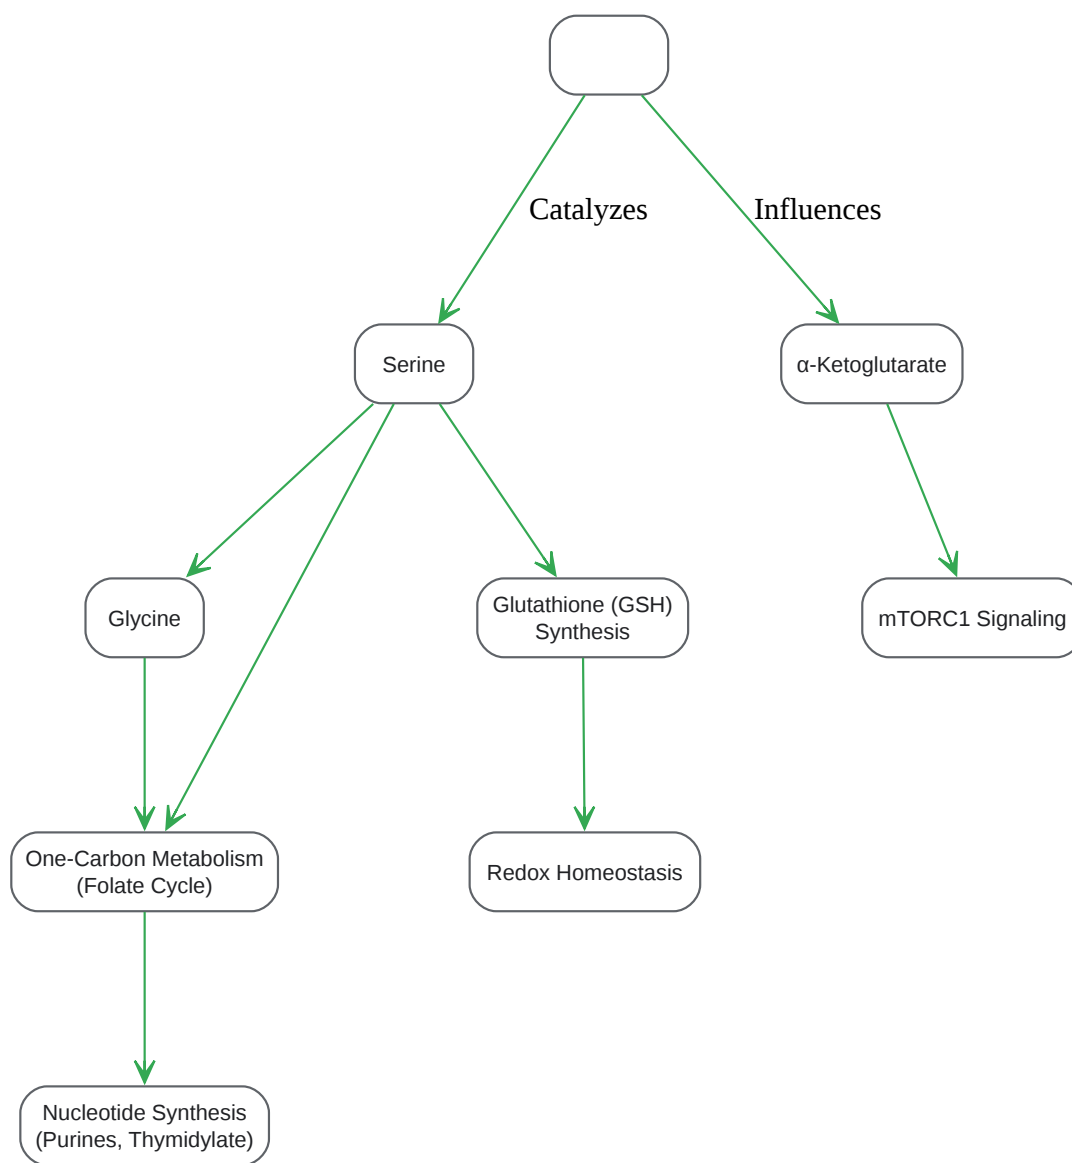 Catalyzes
Influences
Serine
α-Ketoglutarate
Glycine
Glutathione (GSH)
Synthesis
mTORC1 Signaling
One-Carbon Metabolism
(Folate Cycle)
Redox Homeostasis
Nucleotide Synthesis
(Purines, Thymidylate)